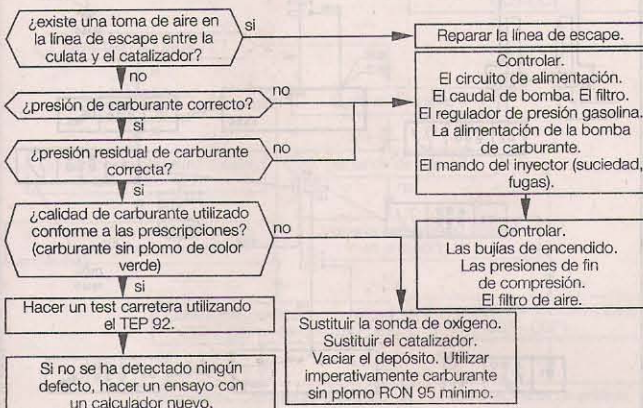 ¿existe una toma de aire en
la línea de escape entre la
culata y el catalizador?
si
Reparar la línea de escape.
no
¿presión de carburante correcto?
no
si
¿presión residual de carburante
correcta?
no
si
Controlar.
El circuito de alimentación.
El caudal de bomba. El filtro.
El regulador de presión gasolina.
La alimentación de la bomba
de carburante.
El mando del inyector (suciedad,
fugas).
¿calidad de carburante utilizado
conforme a las prescripciones?
(carburante sin plomo de color
verde)
no
si
Controlar.
Las bujías de encendido.
Las presiones de fin
de compresión.
El filtro de aire.
Hacer un test carretera utilizando
el TEP 92.
Sustituir la sonda de oxígeno.
Sustituir el catalizador.
Vaciar el depósito. Utilizar
imperativamente carburante
sin plomo RON 95 minimo.
Si no se ha detectado ningún
defecto, hacer un ensayo con
un calculador nuevo.